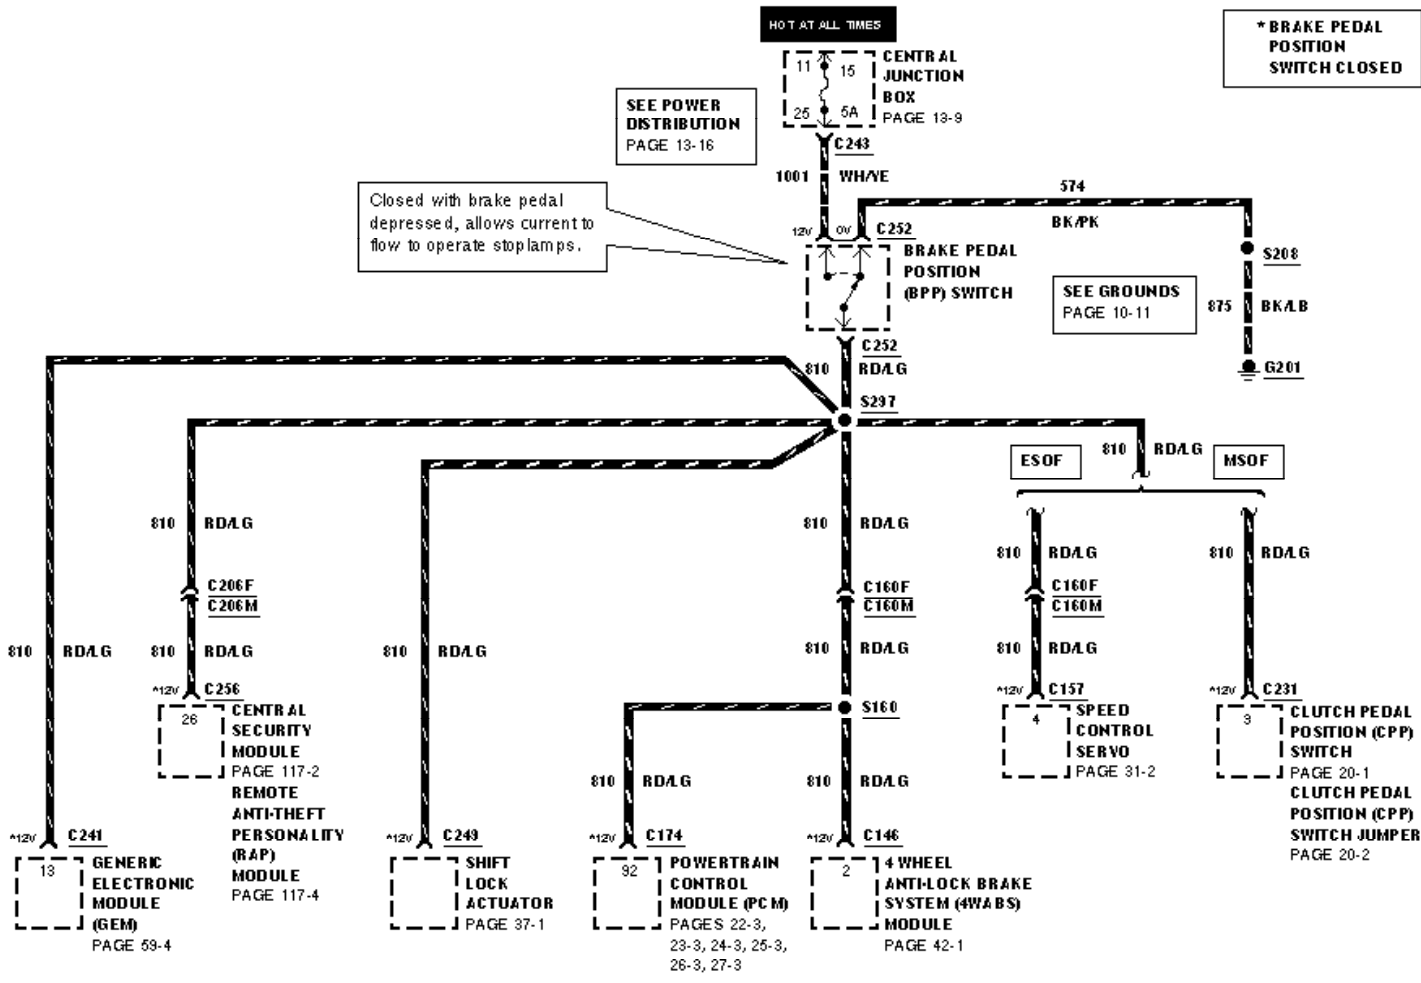 HOT AT ALL TIMES
* BRAKE PEDAL
POSITION
SWITCH CLOSED
11
15
25
5A
CENTRAL
JUNCTION
BOX
PAGE 13-9
SEE POWER
DISTRIBUTION
PAGE 13-16
C243
1001
WH/YE
574
BK/PK
Closed with brake pedal
depressed, allows current to
flow to operate stoplamps.
12V
0V
C252
BRAKE PEDAL
POSITION
(BPP) SWITCH
S208
SEE GROUNDS
PAGE 10-11
875
BK/LB
G201
C252
810
RD/LG
S297
ESOF
810
RD/LG
MSOF
810
RD/LG
810
RD/LG
810
RD/LG
810
RD/LG
C206F
C206M
C160F
C160M
C160F
C160M
810
RD/LG
810
RD/LG
810
RD/LG
810
RD/LG
810
RD/LG
^12V
C256
26
CENTRAL
SECURITY
MODULE
PAGE 117-2
REMOTE
ANTI-THEFT
PERSONALITY
(RAP)
MODULE
PAGE 117-4
S160
^12V
C157
4
SPEED
CONTROL
SERVO
PAGE 31-2
^12V
C231
3
CLUTCH PEDAL
POSITION (CPP)
SWITCH
PAGE 20-1
CLUTCH PEDAL
POSITION (CPP)
SWITCH JUMPER
PAGE 20-2
810
RD/LG
810
RD/LG
^12V
C241
13
GENERIC
ELECTRONIC
MODULE
(GEM)
PAGE 59-4
^12V
C249
SHIFT
LOCK
ACTUATOR
PAGE 37-1
^12V
C174
92
POWERTRAIN
CONTROL
MODULE (PCM)
PAGES 22-3,
23-3, 24-3, 25-3,
26-3, 27-3
^12V
C146
2
4 WHEEL
ANTI-LOCK BRAKE
SYSTEM (4WABS)
MODULE
PAGE 42-1